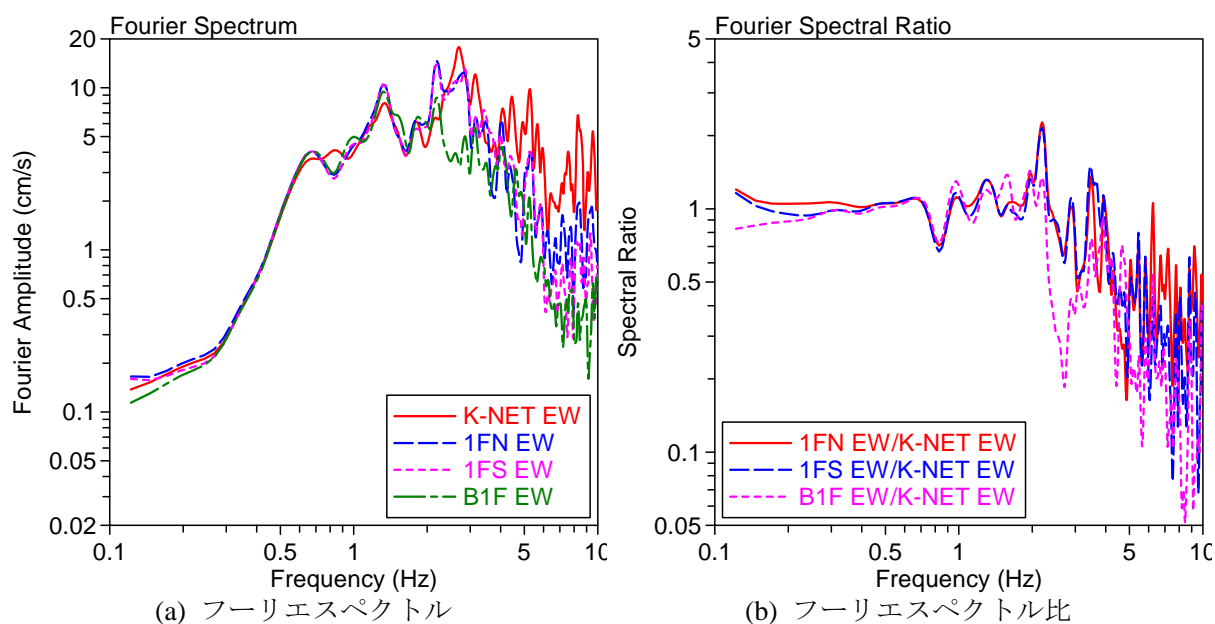 Fourier Spectrum
20
10
5
1
0.5
0.1
0.05
0.02
Fourier Amplitude (cm/s)
K-NET EW
1FN EW
1FS EW
B1F EW
0.1
0.5
1
5
10
Frequency (Hz)
(a) フーリエスペクトル
Fourier Spectral Ratio
5
1
0.5
0.1
0.05
Spectral Ratio
1FN EW/K-NET EW
1FS EW/K-NET EW
B1F EW/K-NET EW
0.1
0.5
1
5
10
Frequency (Hz)
(b) フーリエスペクトル比